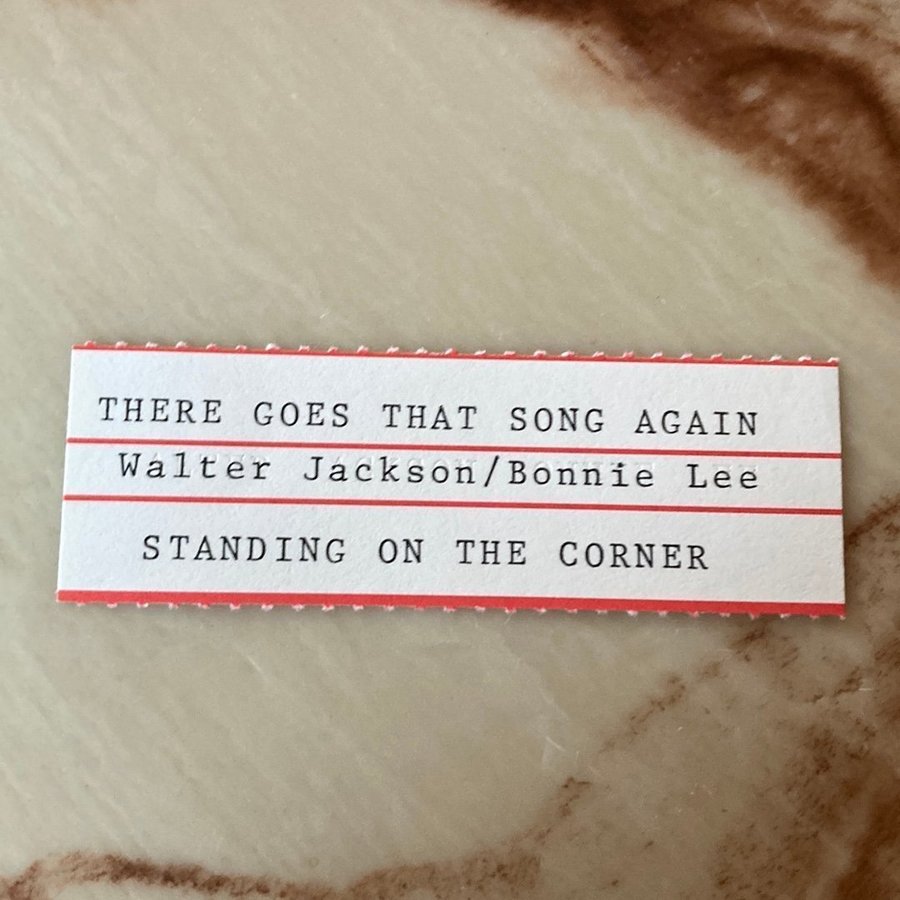 THERE GOES THAT SONG AGAIN
Walter Jackson/Bonnie Lee
STANDING ON THE CORNER